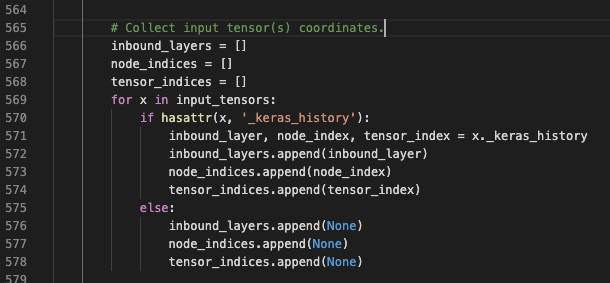 564
565 # Collect input tensor(s) coordinates.
566 inbound_layers = []
567 node_indices = []
568 tensor_indices = []
569 for x in input_tensors:
570 if hasattr(x, '_keras_history'):
571 inbound_layer, node_index, tensor_index = x._keras_history
572 inbound_layers.append(inbound_layer)
573 node_indices.append(node_index)
574 tensor_indices.append(tensor_index)
575 else:
576 inbound_layers.append(None)
577 node_indices.append(None)
578 tensor_indices.append(None)
579